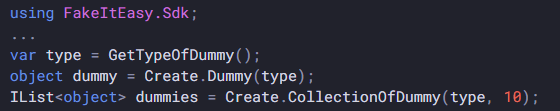 using FakeItEasy.Sdk;
...
var type = GetTypeOfDummy();
object dummy = Create.Dummy(type);
IList<object> dummies = Create.CollectionOfDummy(type, 10);